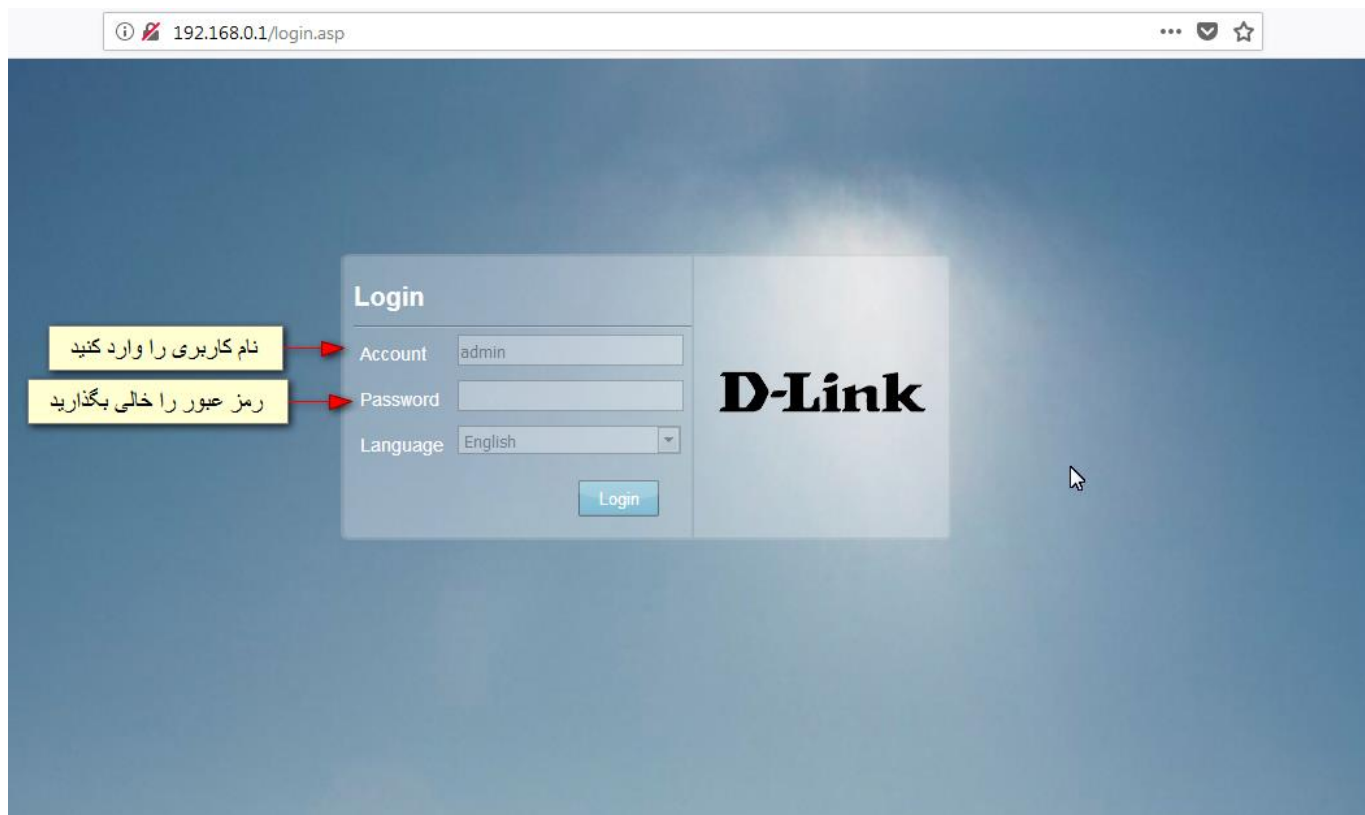 192.168.0.1/login.asp
Login
نام کاربری را وارد کنید
Account
admin
رمز عبور را خالی بگذارید
Password
Language
English
Login
D-Link